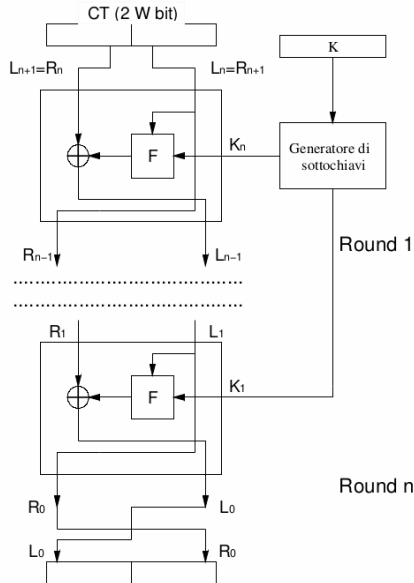 CT (2 W bit)
Ln+1=Rn
Ln=Rn+1
K
F
Kn
Generatore di
sottochiavi
Rn−1
Ln−1
Round 1
R1
L1
F
K1
Round n
R0
L0
L0
R0